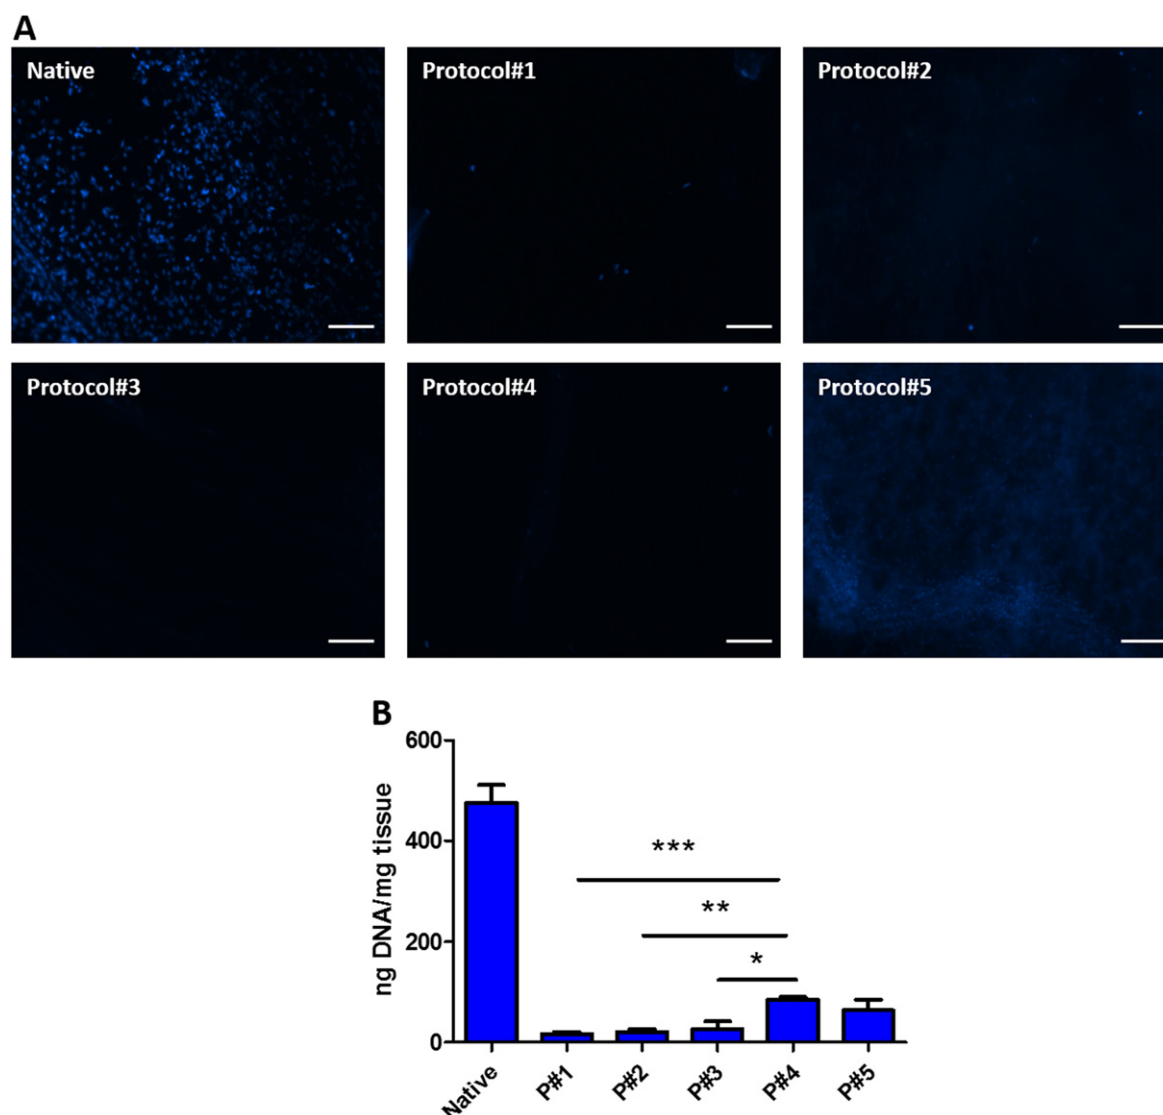 A
Native
Protocol#1
Protocol#2
Protocol#3
Protocol#4
Protocol#5
B
ng DNA/mg tissue
600
400
200
0
***
**
*
Native
P#1
P#2
P#3
P#4
P#5